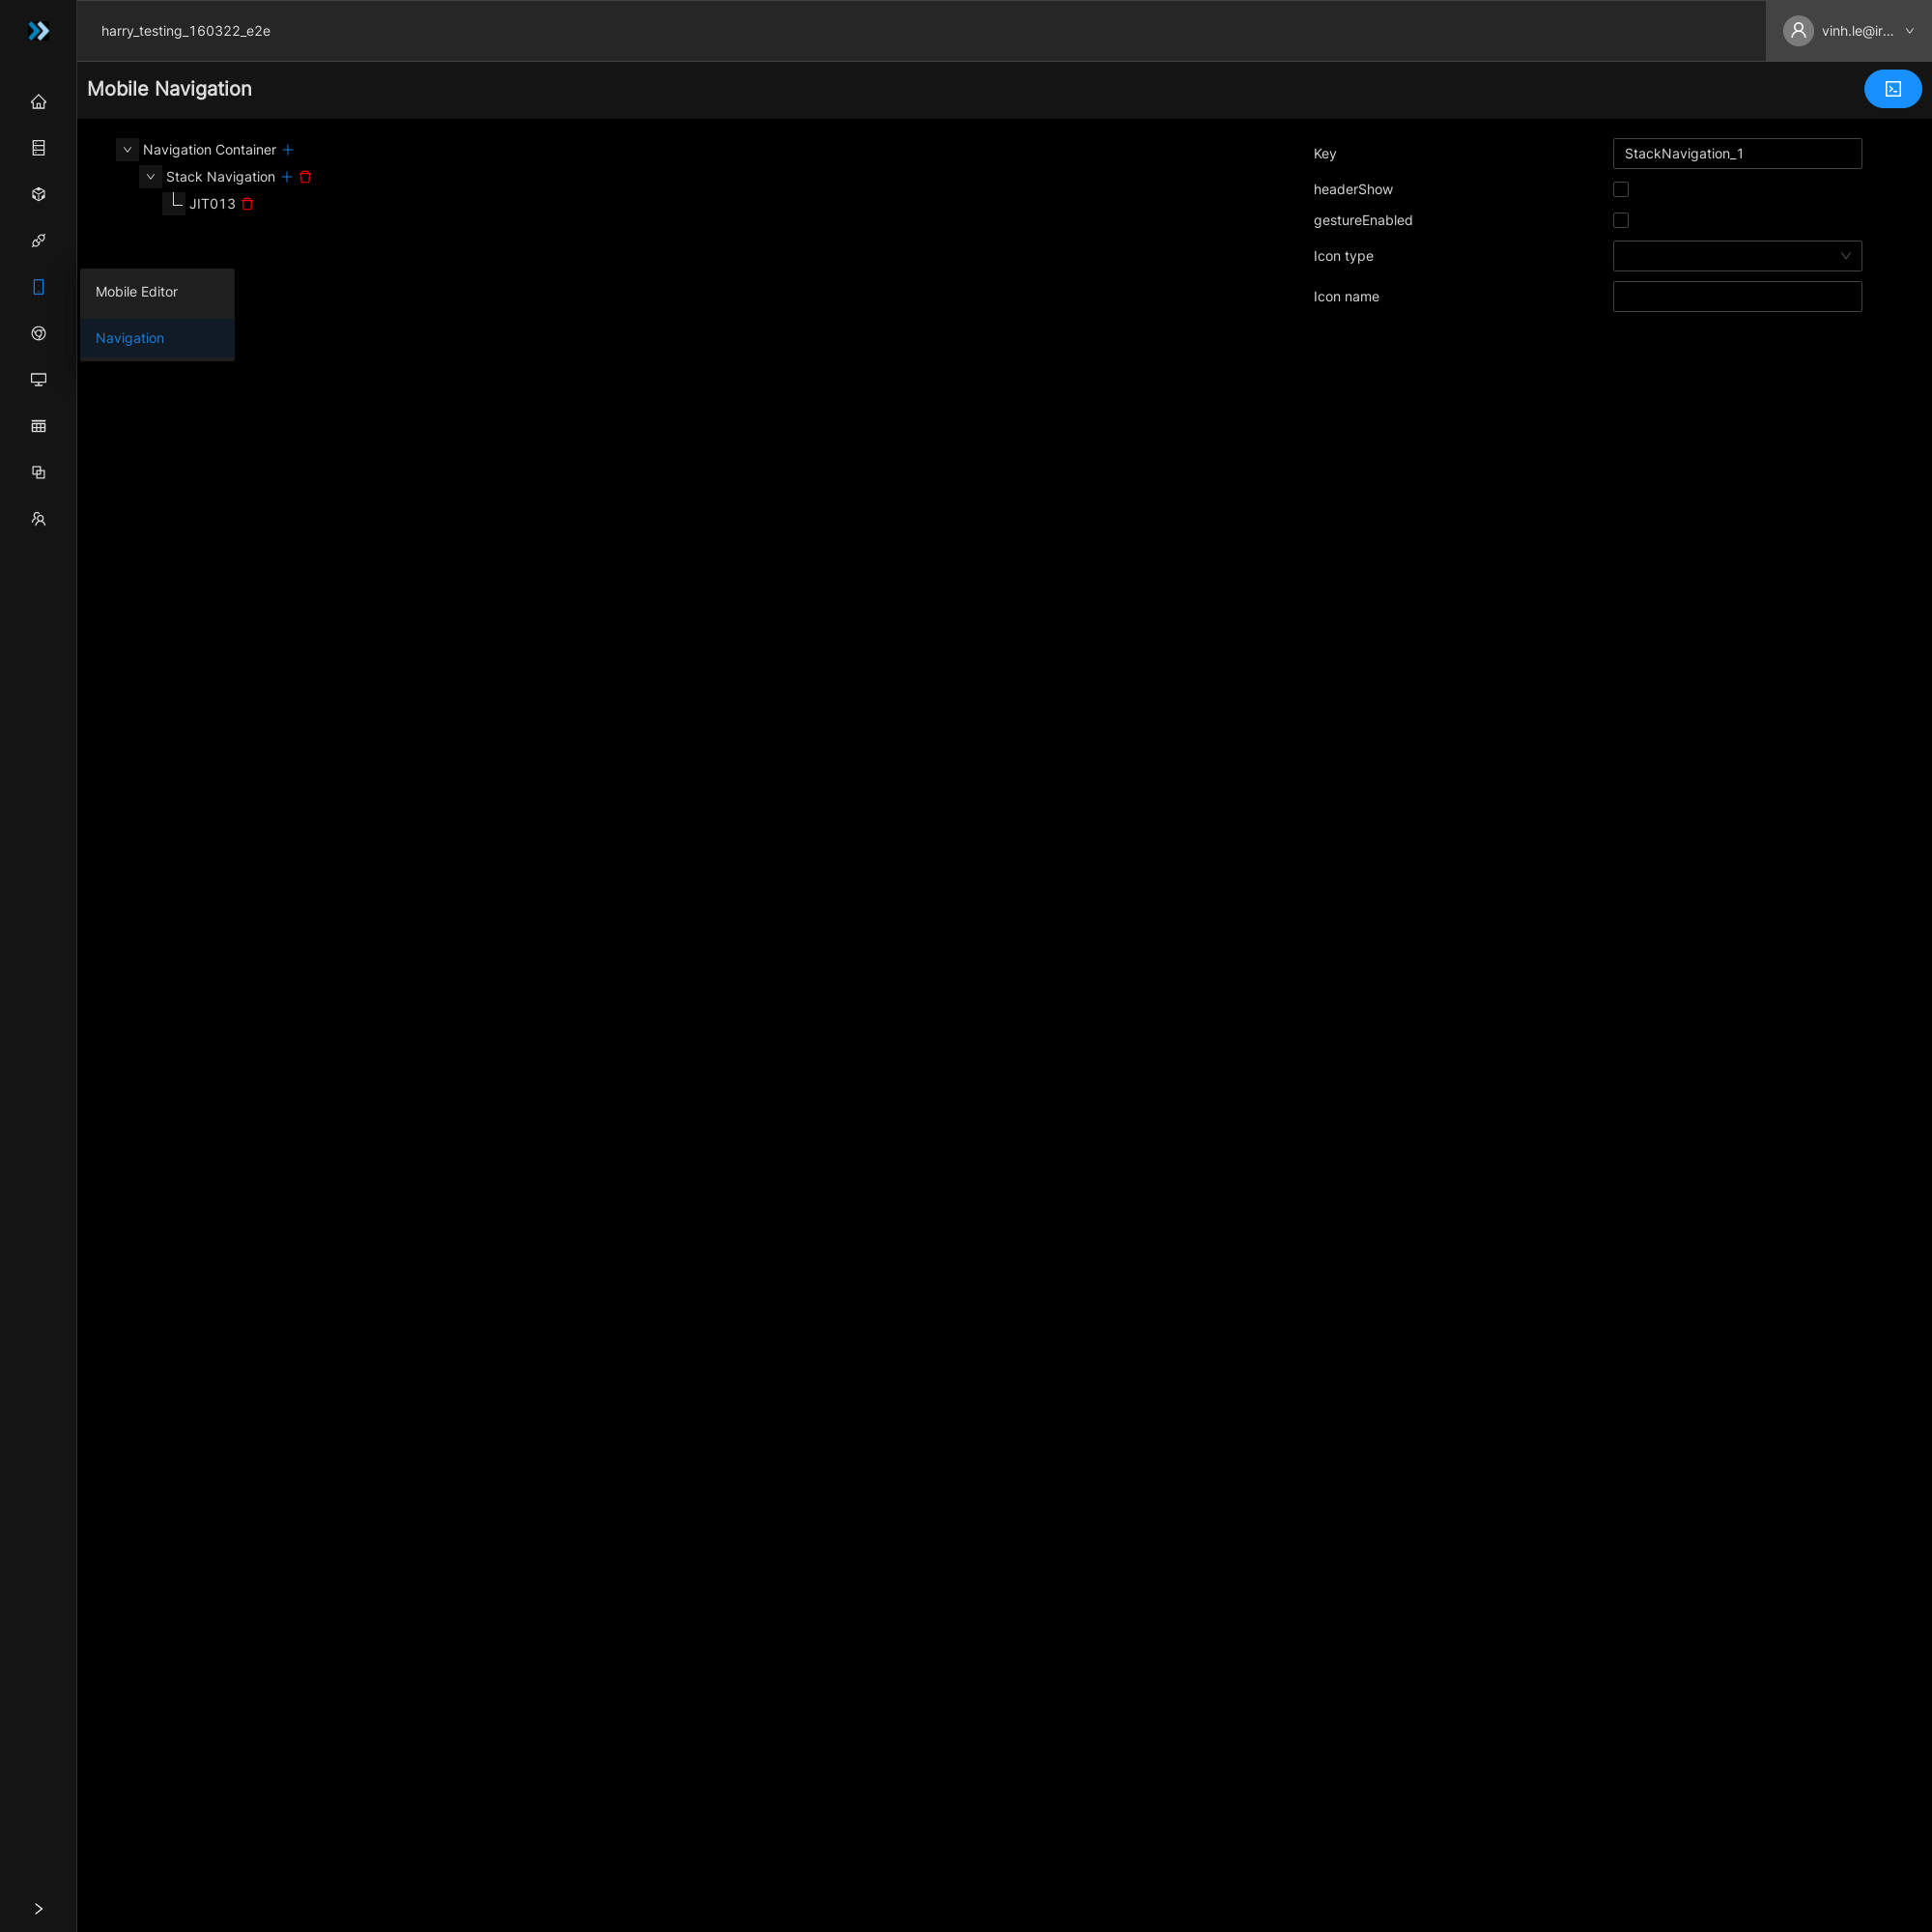 harry_testing_160322_e2e
vinh.le@ir...
Mobile Navigation
Navigation Container
Stack Navigation
JIT013
Mobile Editor
Navigation
Key
StackNavigation_1
headerShow
gestureEnabled
Icon type
Icon name